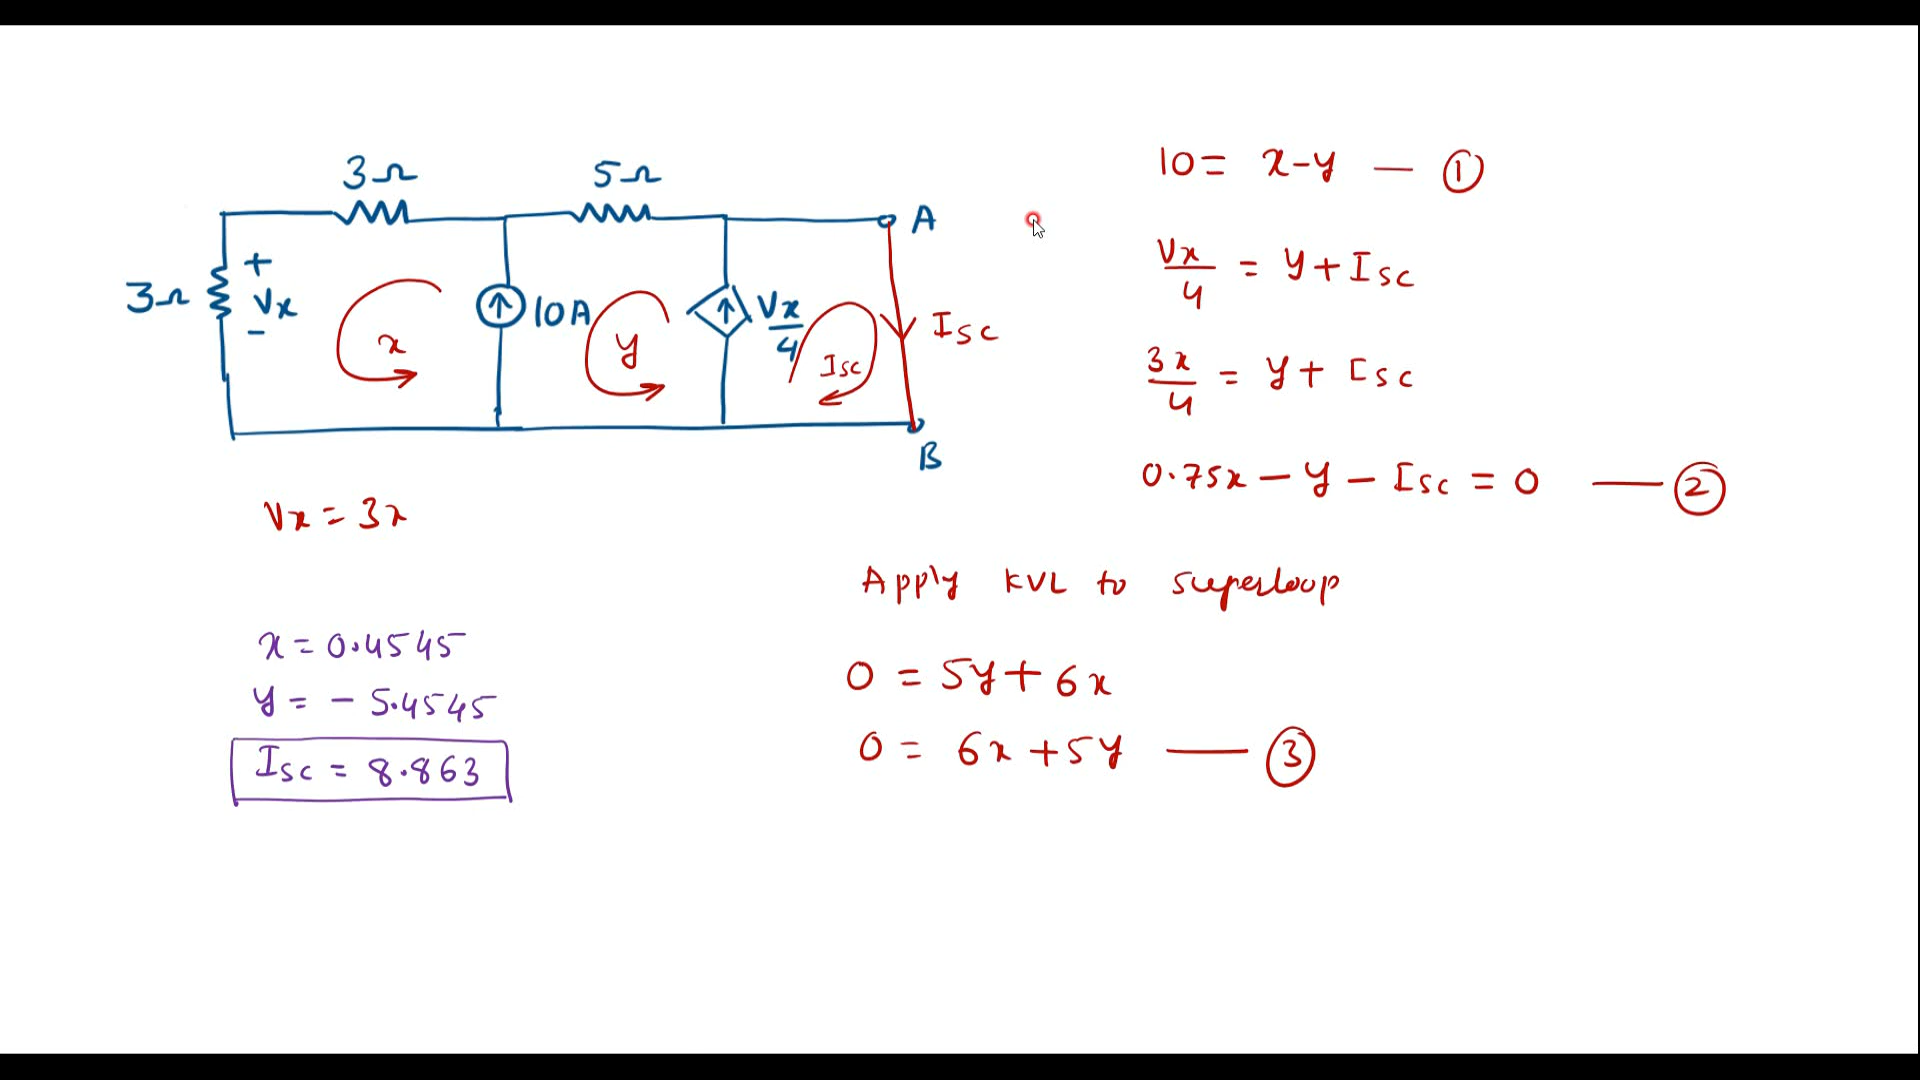 3Ω 5Ω
A
3Ω + Vx - 10A Vx/4 Isc
x y Isc
B
Vx = 3x
x = 0.4545
y = - 5.4545
Isc = 8.863
10 = x-y — ①
Vx/4 = y + Isc
3x/4 = y + Isc
0.75x - y - Isc = 0 — ②
Apply KVL to superloop
0 = 5y + 6x
0 = 6x + 5y — ③